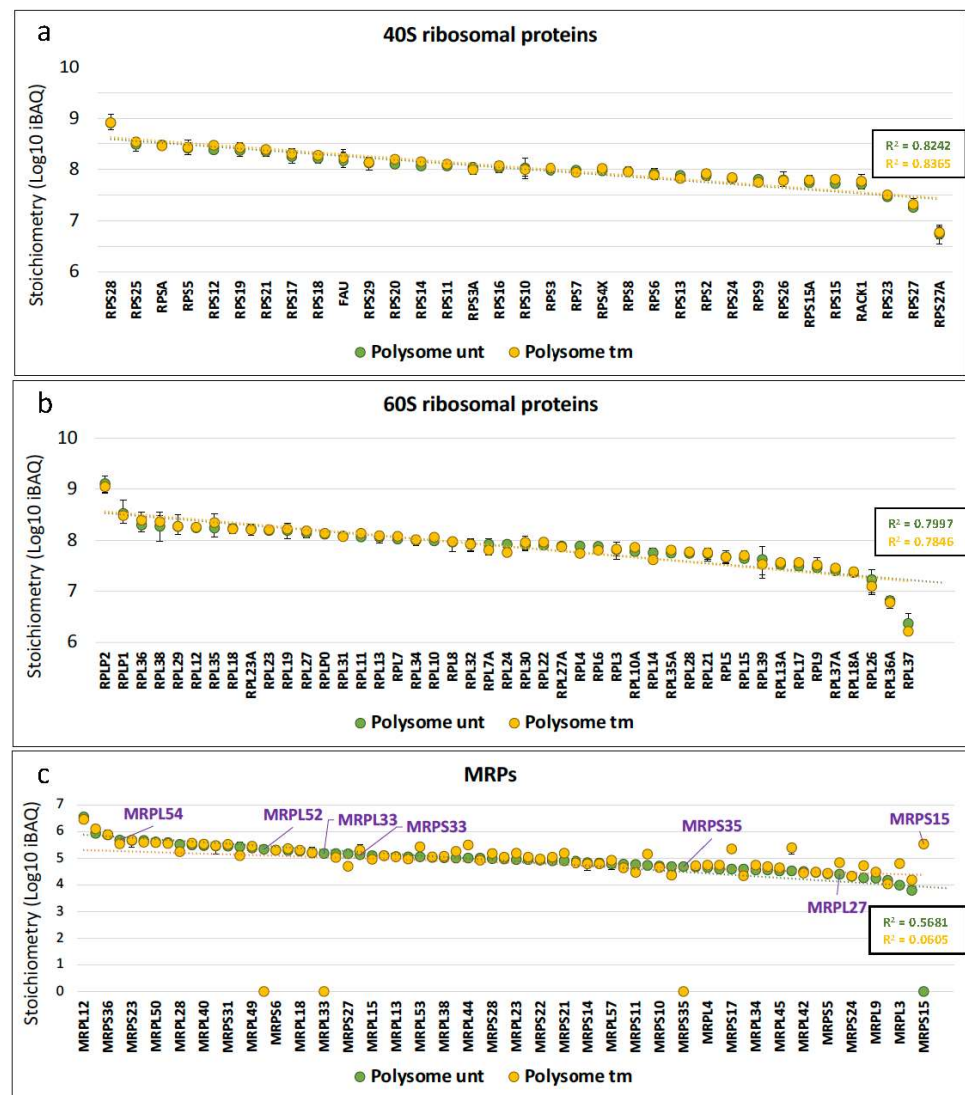 a
40S ribosomal proteins
Stoichiometry (Log10 iBAQ)
10
9
8
7
6
R² = 0.8242
R² = 0.8365
RPS28 RPS25 RPSA RPS5 RPS12 RPS19 RPS21 RPS17 RPS18 FAU RPS29 RPS20 RPS14 RPS11 RPS3A RPS16 RPS10 RPS3 RPS7 RPS4X RPS8 RPS6 RPS13 RPS2 RPS24 RPS9 RPS26 RPS15A RPS15 RACK1 RPS23 RPS27 RPS27A
Polysome unt Polysome tm
b
60S ribosomal proteins
Stoichiometry (Log10 iBAQ)
10
9
8
7
6
R² = 0.7997
R² = 0.7846
RPLP2 RPLP1 RPL36 RPL38 RPL29 RPL12 RPL35 RPL18 RPL23A RPL23 RPL19 RPL27 RPLP0 RPL31 RPL11 RPL13 RPL7 RPL34 RPL10 RPL8 RPL32 RPL7A RPL24 RPL22 RPL30 RPL27A RPL4 RPL6 RPL3 RPL10A RPL14 RPL35A RPL28 RPL21 RPL5 RPL15 RPL39 RPL13A RPL17 RPL9 RPL37A RPL18A RPL26 RPL36A RPL37
Polysome unt Polysome tm
c
MRPs
Stoichiometry (Log10 iBAQ)
7
6
5
4
3
2
1
0
MRPL54
MRPL52
MRPL33
MRPS33
MRPS35
MRPL27
MRPS15
R² = 0.5681
R² = 0.0605
MRPL12 MRPS36 MRPS23 MRPL50 MRPL28 MRPL40 MRPS31 MRPL49 MRPS6 MRPL18 MRPL33 MRPS27 MRPL15 MRPL13 MRPL53 MRPL38 MRPL44 MRPS28 MRPL23 MRPS22 MRPS21 MRPS14 MRPL57 MRPS11 MRPS10 MRPS35 MRPL4 MRPS17 MRPL34 MRPL45 MRPL42 MRPS5 MRPS24 MRPL9 MRPL3 MRPS15
Polysome unt Polysome tm